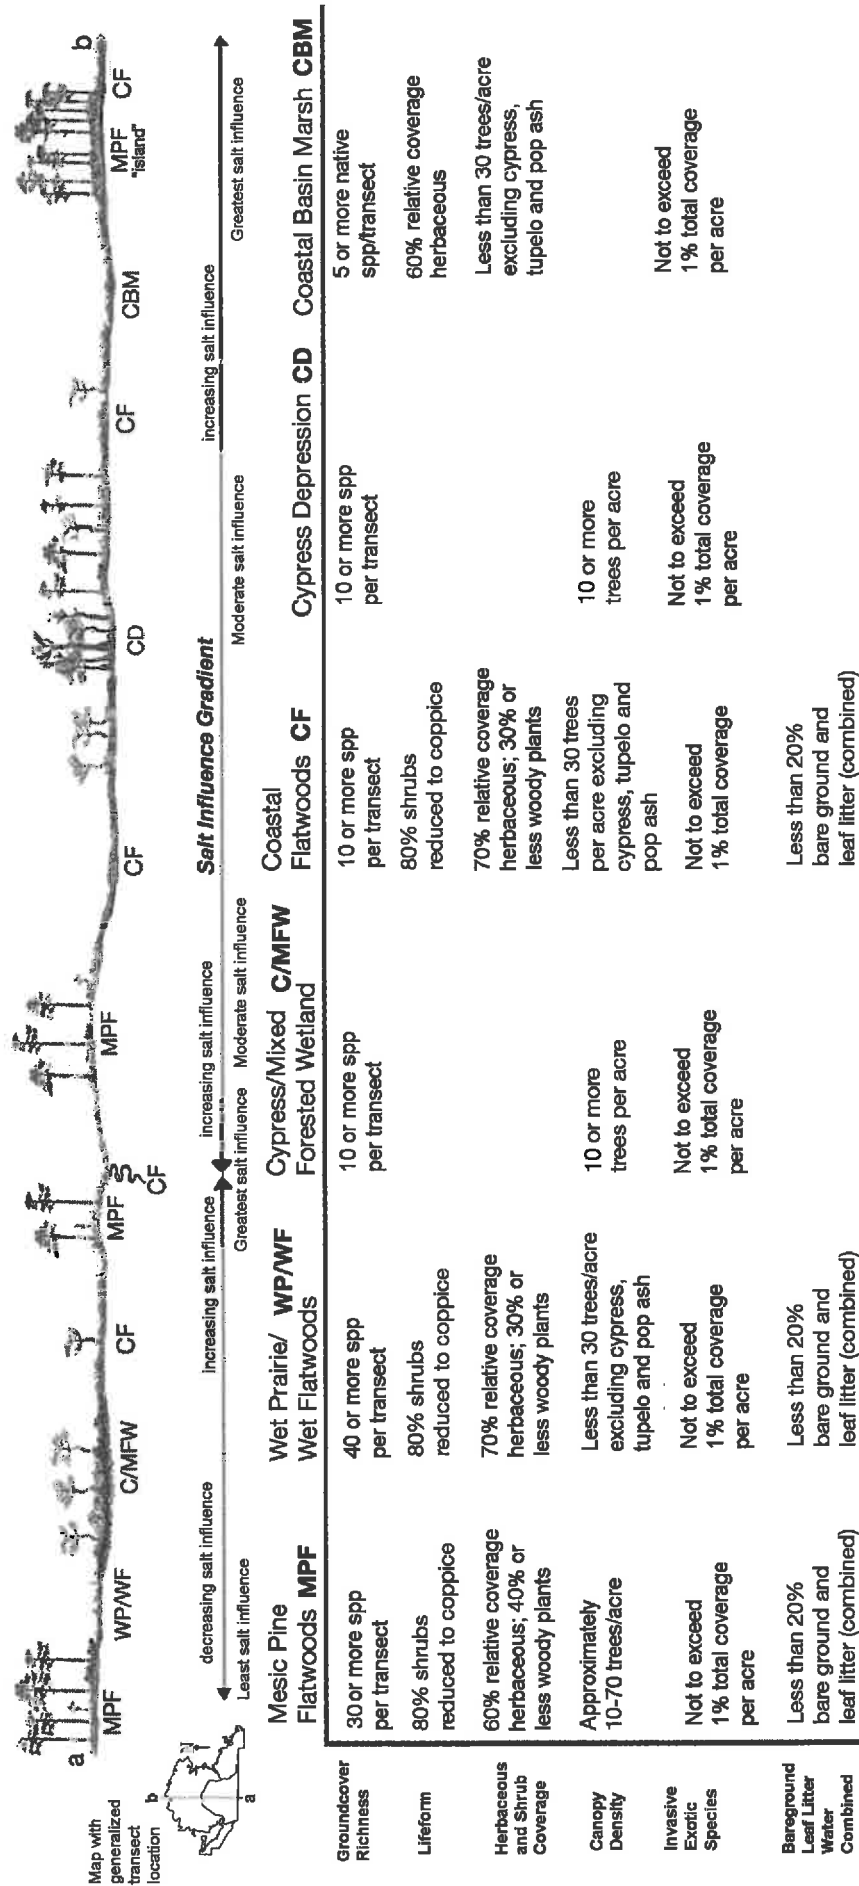 a
b
MPF
WP/WF
C/MFW
CF
MPF
CF
MPF
CF
CD
CF
CBM
MPF
"island"
CF
Map with
generalized
transect
location
b
a
N
Salt Influence Gradient
decreasing salt influence
increasing salt influence
increasing salt influence
increasing salt influence
Least salt influence
Greatest salt influence
Moderate salt influence
Moderate salt influence
Greatest salt influence
Mesic Pine
Flatwoods MPF
Wet Prairie/ WP/WF
Wet Flatwoods
Cypress/Mixed C/MFW
Forested Wetland
Coastal
Flatwoods CF
Cypress Depression CD
Coastal Basin Marsh CBM
Groundcover
Richness
30 or more spp
per transect
40 or more spp
per transect
10 or more spp
per transect
10 or more spp
per transect
10 or more spp
per transect
5 or more native
spp/transect
Lifeform
80% shrubs
reduced to coppice
80% shrubs
reduced to coppice
80% shrubs
reduced to coppice
60% relative coverage
herbaceous
Herbaceous
and Shrub
Coverage
60% relative coverage
herbaceous; 40% or
less woody plants
70% relative coverage
herbaceous; 30% or
less woody plants
70% relative coverage
herbaceous; 30% or
less woody plants
Less than 30 trees/acre
excluding cypress,
tupelo and pop ash
Canopy
Density
Approximately
10-70 trees/acre
Less than 30 trees/acre
excluding cypress,
tupelo and pop ash
10 or more
trees per acre
Less than 30 trees
per acre excluding
cypress, tupelo and
pop ash
10 or more
trees per acre
Invasive
Exotic
Species
Not to exceed
1% total coverage
per acre
Not to exceed
1% total coverage
per acre
Not to exceed
1% total coverage
per acre
Not to exceed
1% total coverage
Not to exceed
1% total coverage
per acre
Not to exceed
1% total coverage
per acre
Bareground
Leaf Litter
Water
Combined
Less than 20%
bare ground and
leaf litter (combined)
Less than 20%
bare ground and
leaf litter (combined)
Less than 20%
bare ground and
leaf litter (combined)